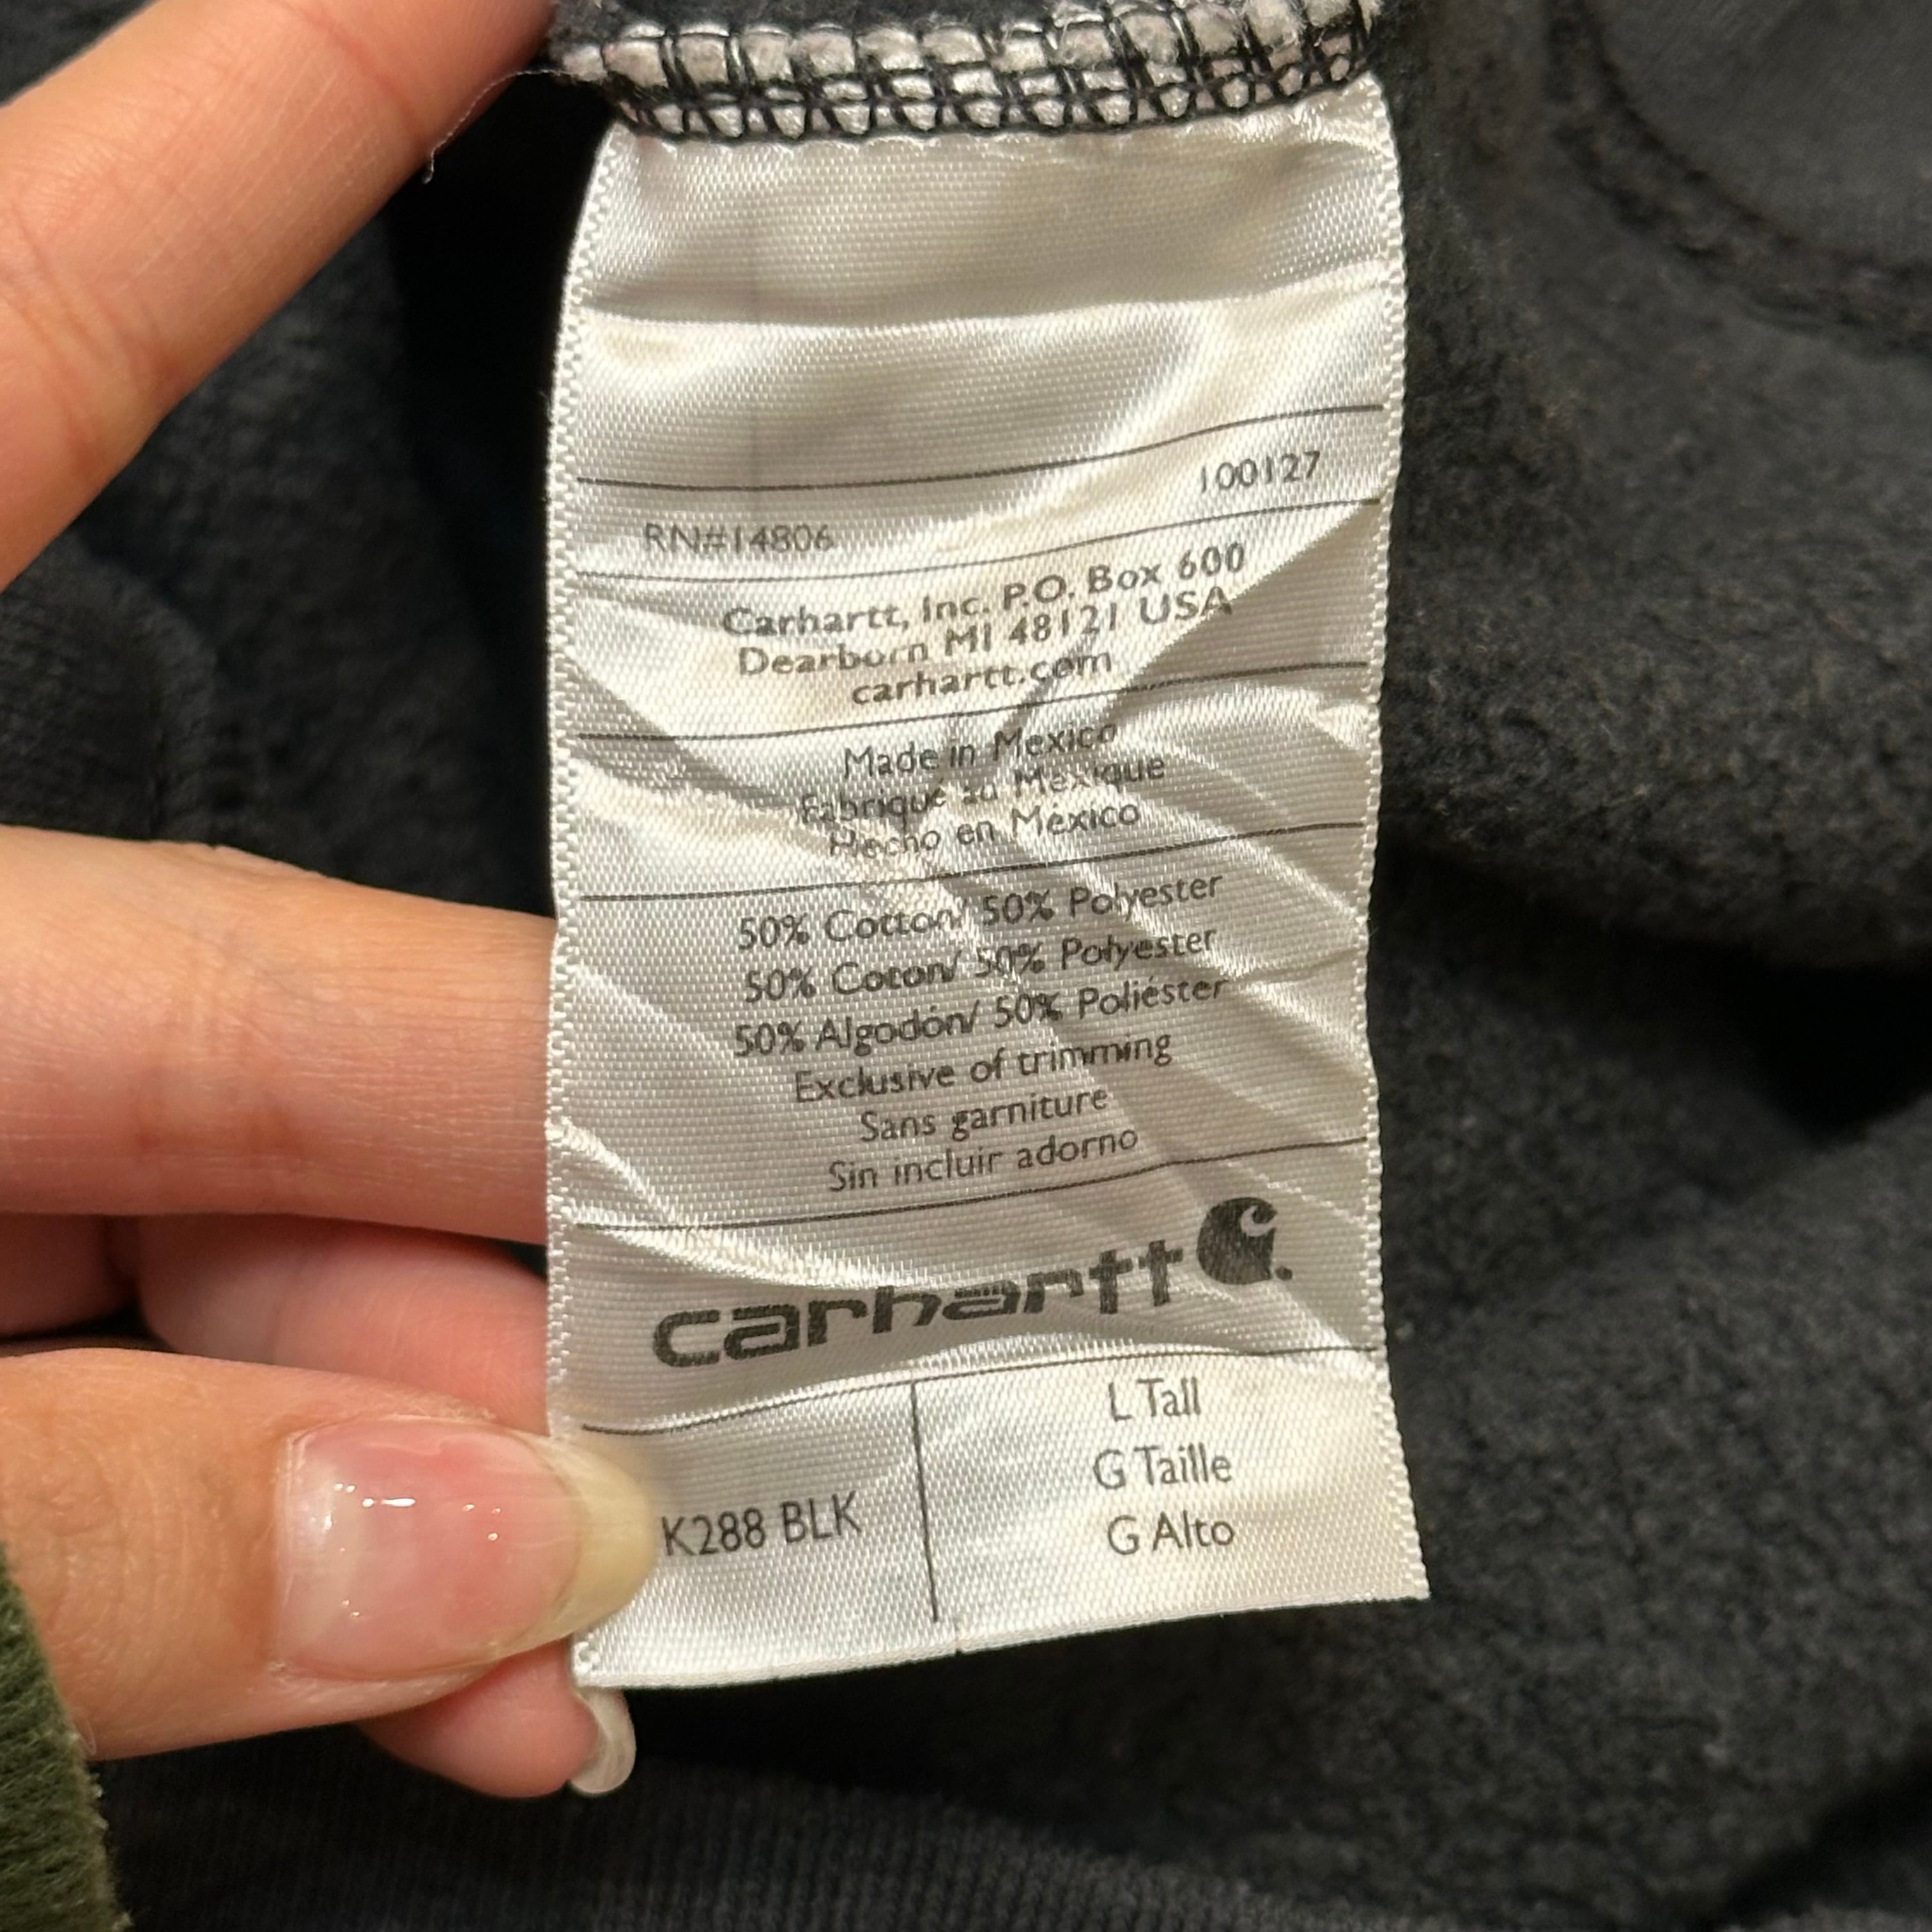 100127
RN#14806
Carhartt, Inc. P.O. Box 600
Dearborn MI 48121 USA
carhartt.com
Made in Mexico
Fabriqué au Mexique
Hecho en México
50% Cotton/ 50% Polyester
50% Coton/ 50% Polyester
50% Algodón/ 50% Poliéster
Exclusive of trimming
Sans garniture
Sin incluir adorno
carhartt
K288 BLK
L Tall
G Taille
G Alto